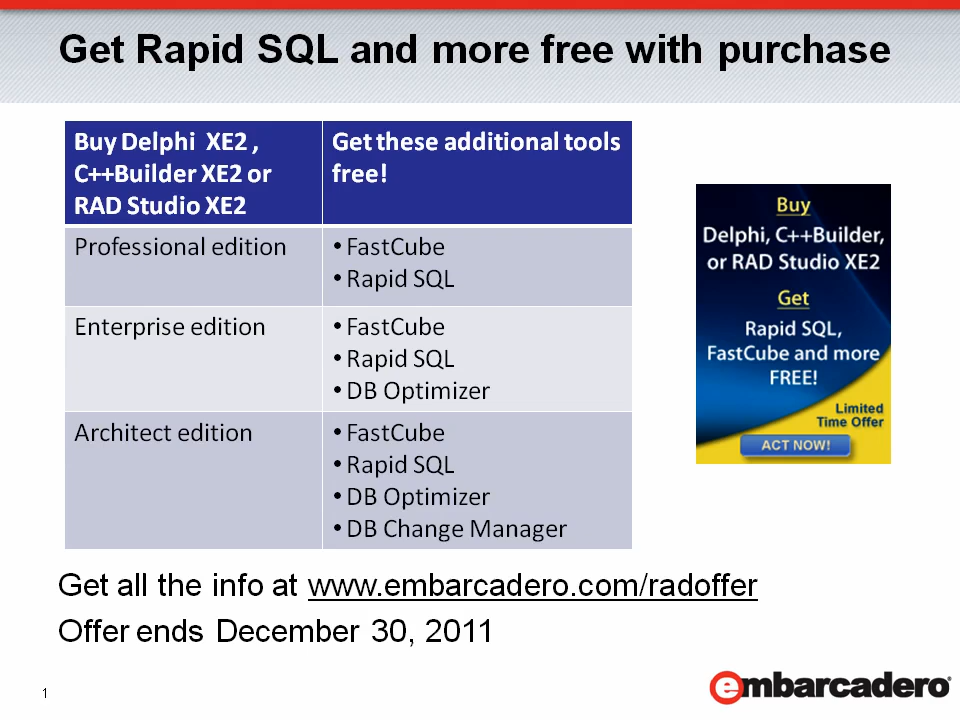 Get Rapid SQL and more free with purchase
Buy Delphi XE2 ,
C++Builder XE2 or
RAD Studio XE2
Get these additional tools
free!
Professional edition
• FastCube
• Rapid SQL
Enterprise edition
• FastCube
• Rapid SQL
• DB Optimizer
Architect edition
• FastCube
• Rapid SQL
• DB Optimizer
• DB Change Manager
Buy
Delphi, C++Builder,
or RAD Studio XE2
Get
Rapid SQL,
FastCube and more
FREE!
Limited
Time Offer
ACT NOW!
Get all the info at www.embarcadero.com/radoffer
Offer ends December 30, 2011
1
embarcadero®